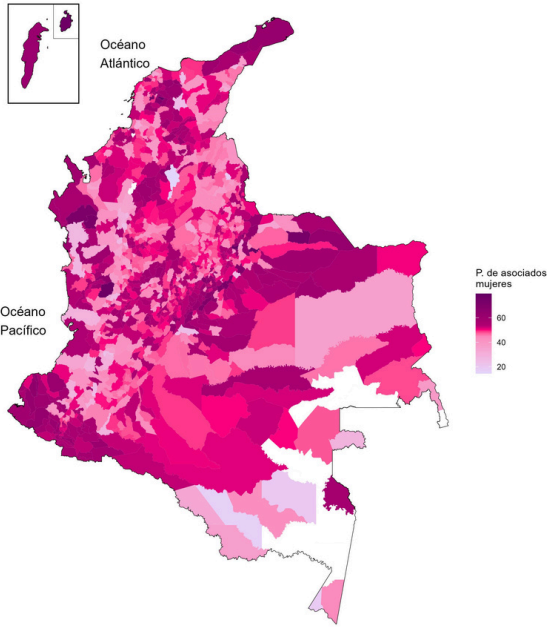 Océano
Atlántico
P. de asociados
mujeres
60
40
20
Océano
Pacífico